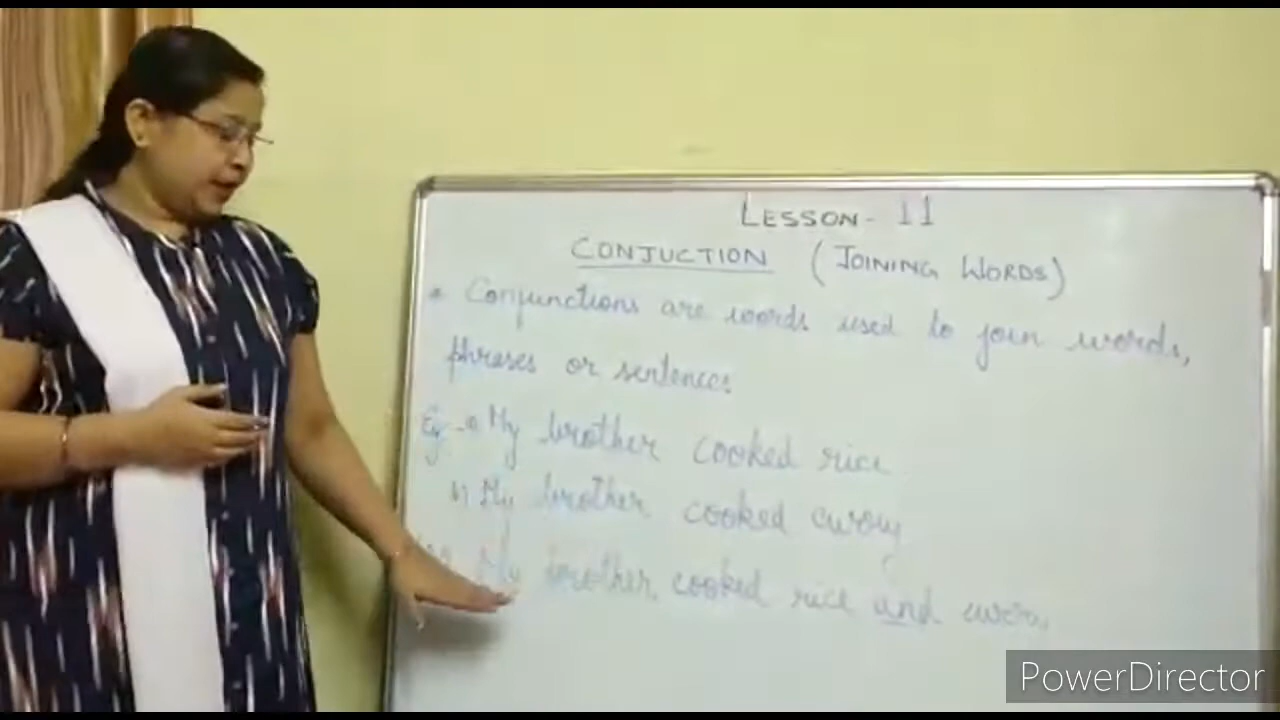 LESSON - 11
CONJUCTION (JOINING WORDS)
• Conjunctions are words used to join words,
phrases or sentences
Eg - a) My brother cooked rice
b) My brother cooked curry
My brother cooked rice and
PowerDirector